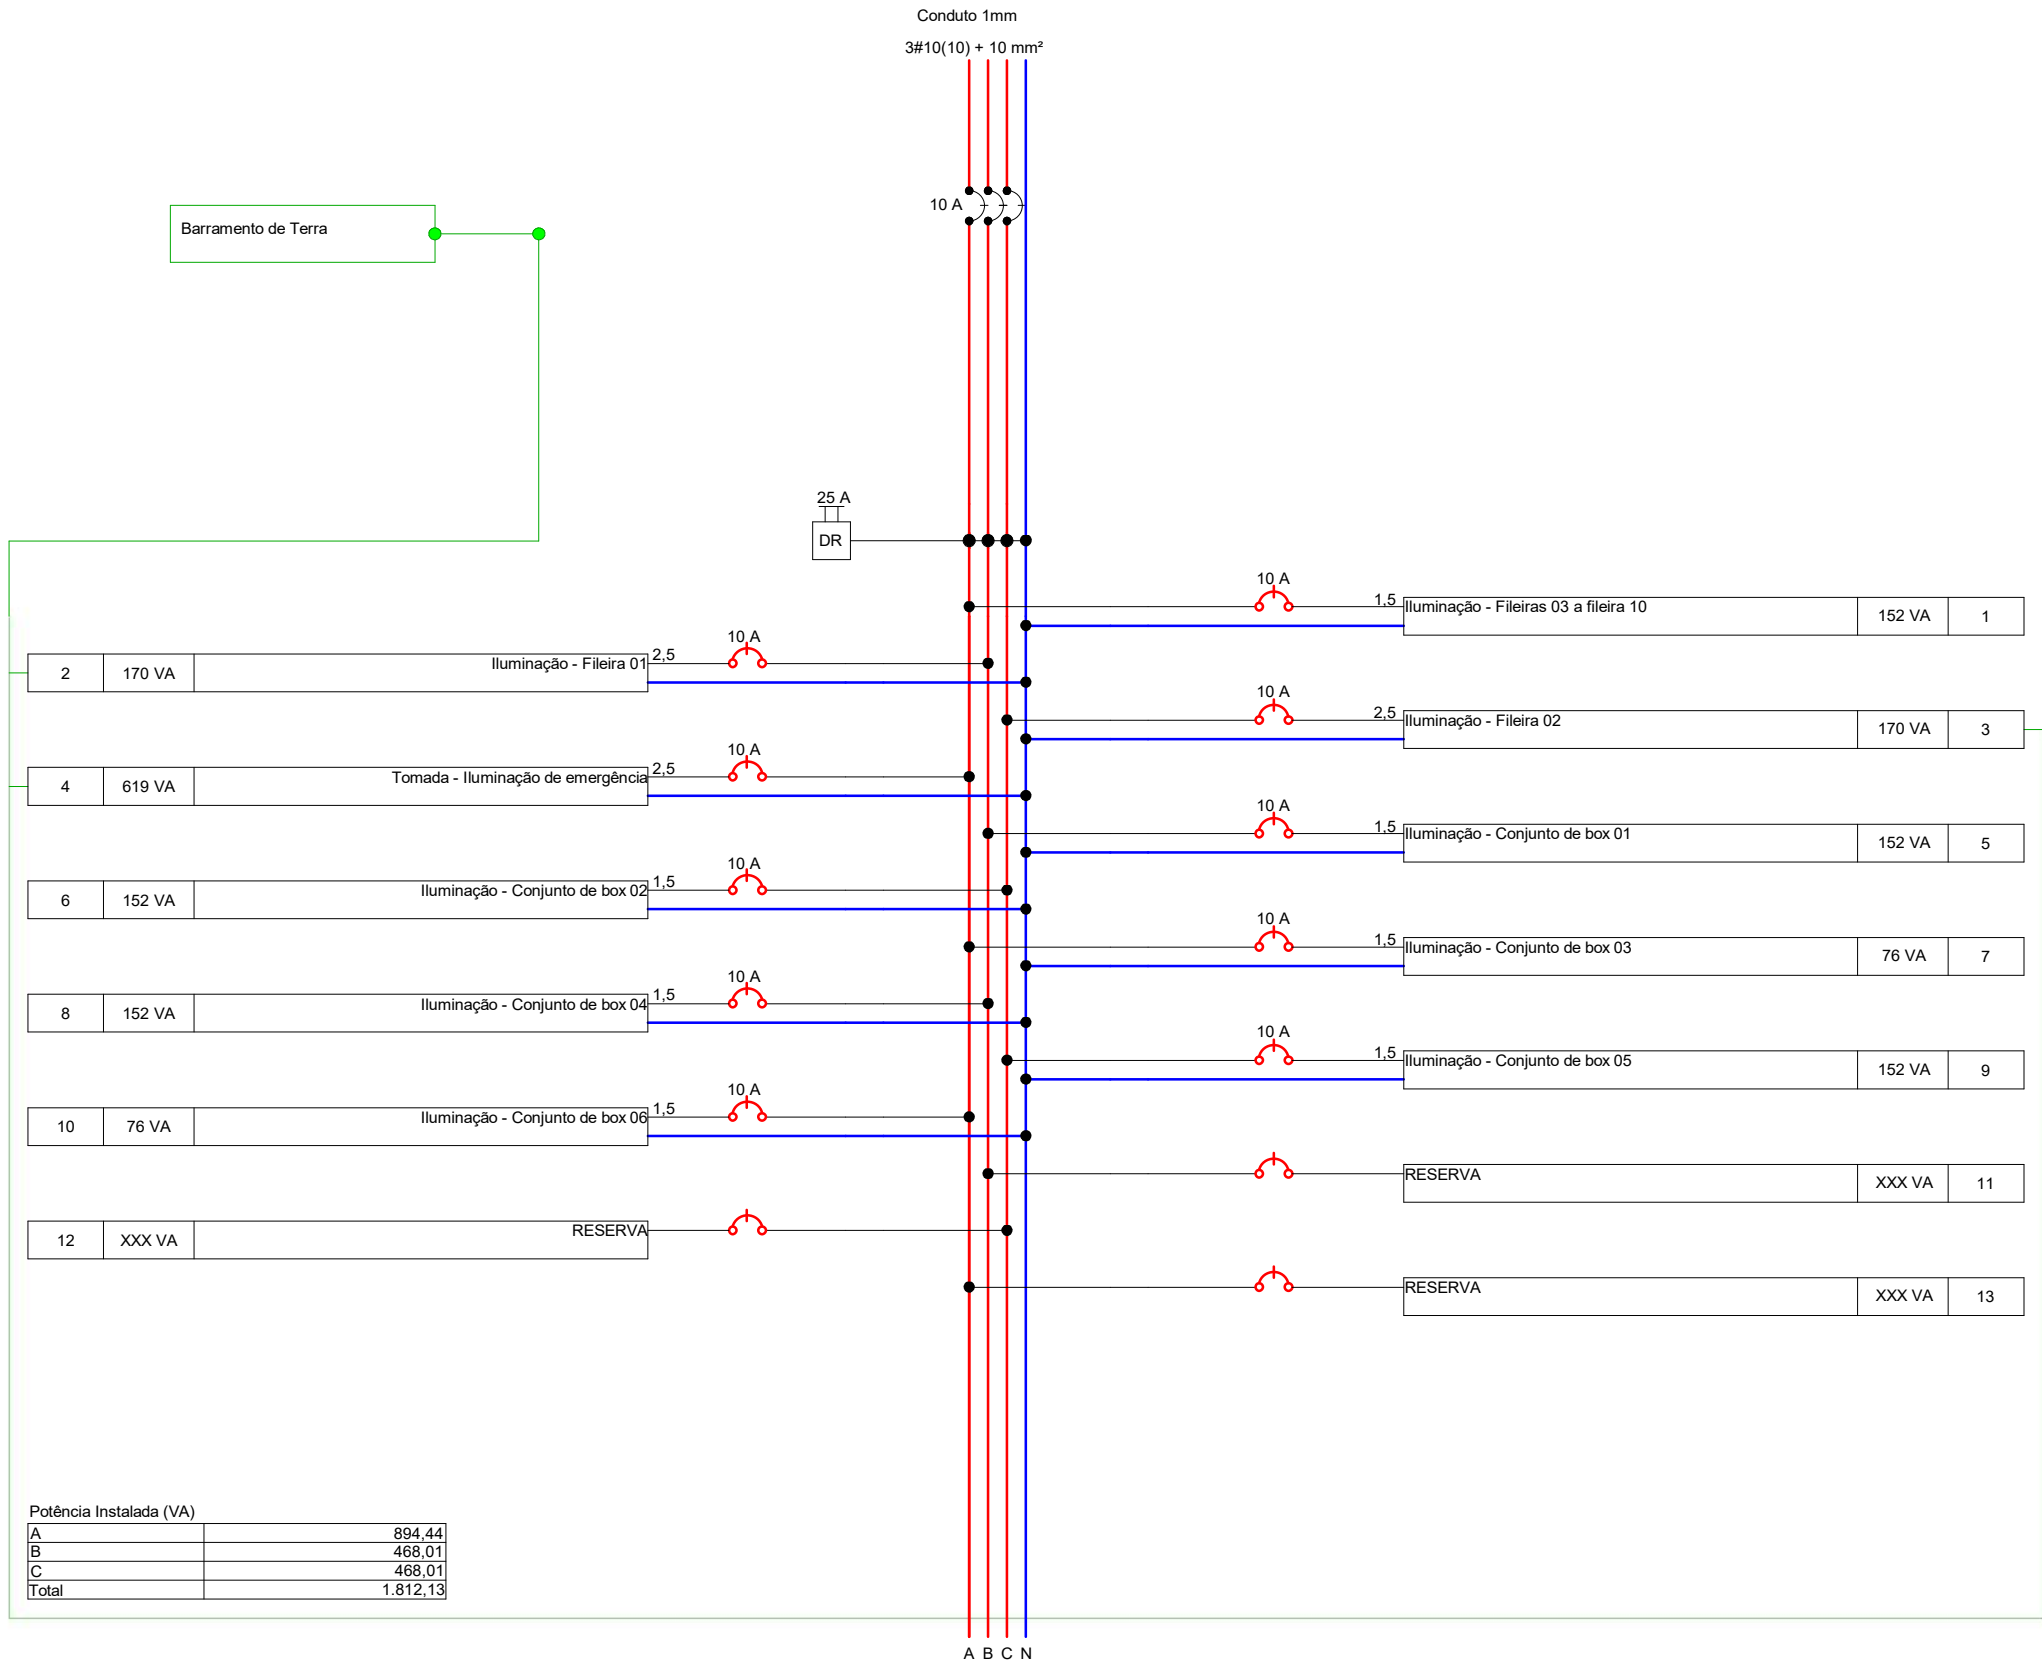 Conduto 1mm
3#10(10) + 10 mm²
10 A
Barramento de Terra
25 A
DR
10 A
1,5 Iluminação - Fileiras 03 a fileira 10 152 VA 1
10 A
2 170 VA Iluminação - Fileira 01 2,5
10 A
2,5 Iluminação - Fileira 02 170 VA 3
10 A
4 619 VA Tomada - Iluminação de emergência 2,5
10 A
1,5 Iluminação - Conjunto de box 01 152 VA 5
10 A
6 152 VA Iluminação - Conjunto de box 02 1,5
10 A
1,5 Iluminação - Conjunto de box 03 76 VA 7
10 A
8 152 VA Iluminação - Conjunto de box 04 1,5
10 A
1,5 Iluminação - Conjunto de box 05 152 VA 9
10 A
10 76 VA Iluminação - Conjunto de box 06 1,5
RESERVA XXX VA 11
12 XXX VA RESERVA
RESERVA XXX VA 13
Potência Instalada (VA)
A 894,44
B 468,01
C 468,01
Total 1.812,13
A B C N